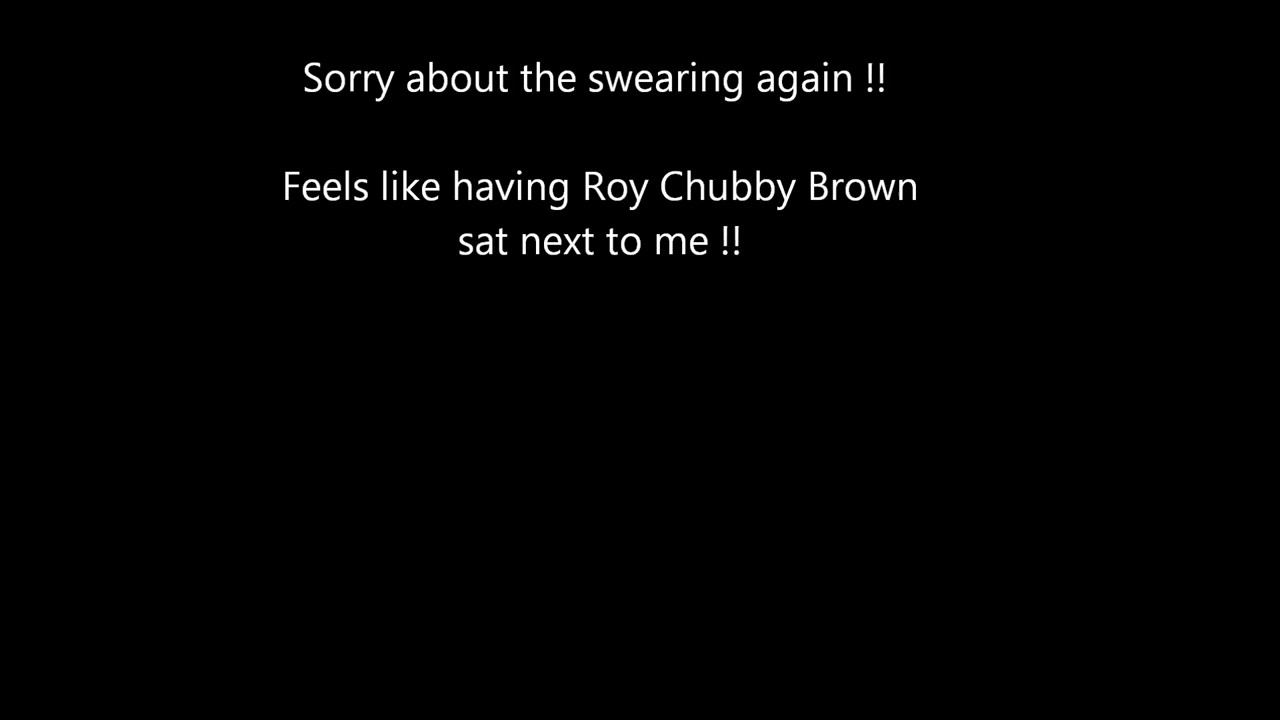 Sorry about the swearing again !!
Feels like having Roy Chubby Brown
sat next to me !!